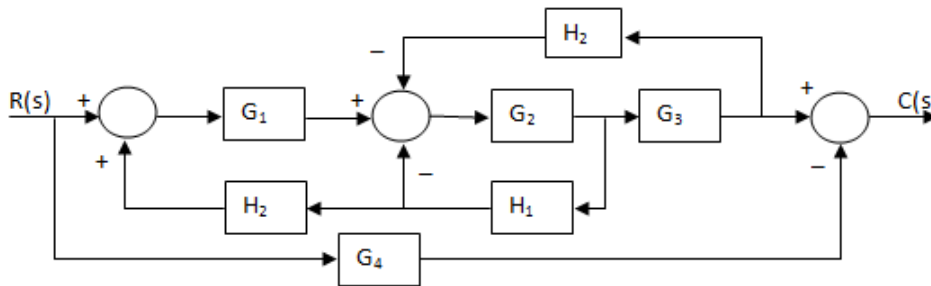 H₂
−
R(s)
+
G₁
+
G₂
G₃
+
C(s
+
−
−
H₂
H₁
G₄